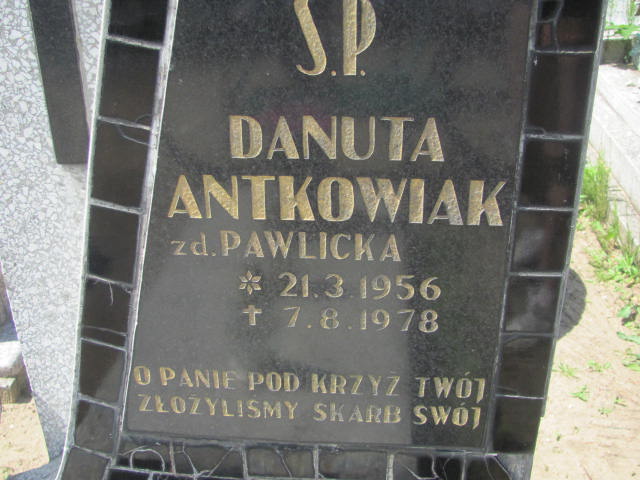 Ś.P.
DANUTA
ANTKOWIAK
zd. PAWLICKA
* 21.3.1956
† 7.8.1978
O PANIE POD KRZYŻ TWÓJ
ZŁOŻYLIŚMY SKARB SWÓJ